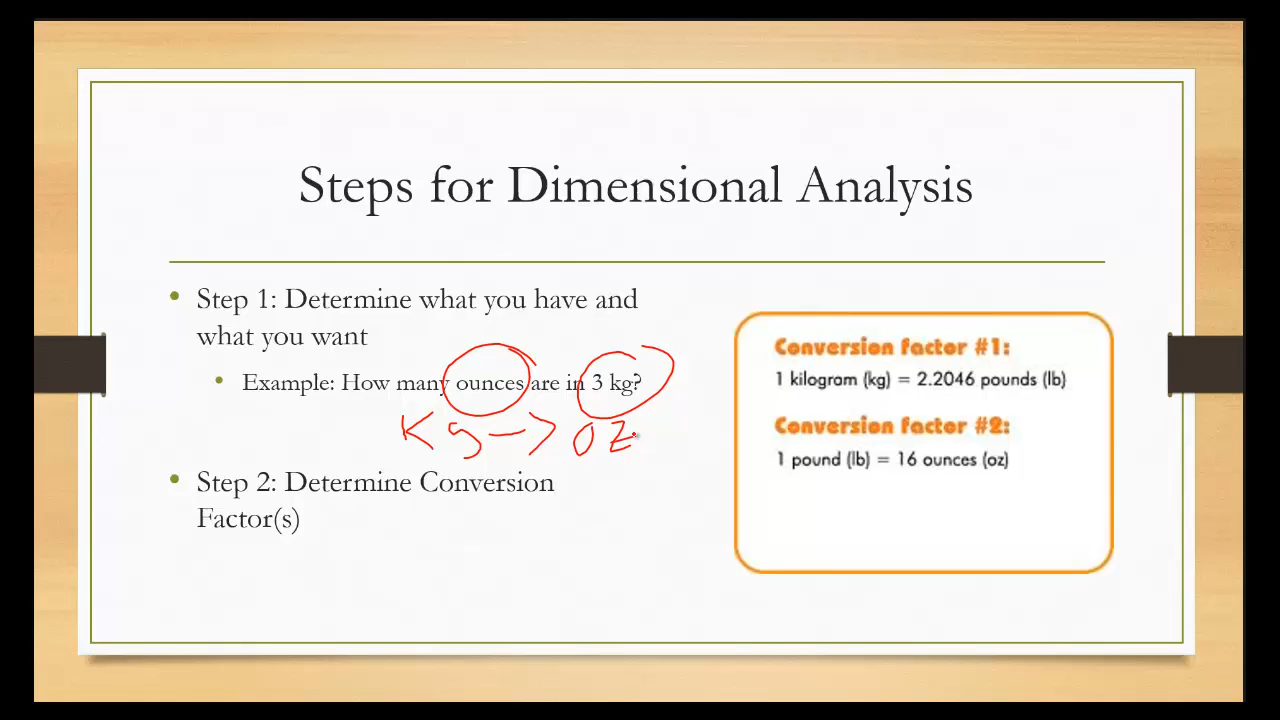 Steps for Dimensional Analysis
• Step 1: Determine what you have and
what you want
• Example: How many ounces are in 3 kg?
Kg -> oz
• Step 2: Determine Conversion
Factor(s)
Conversion factor #1:
1 kilogram (kg) = 2.2046 pounds (lb)
Conversion factor #2:
1 pound (lb) = 16 ounces (oz)